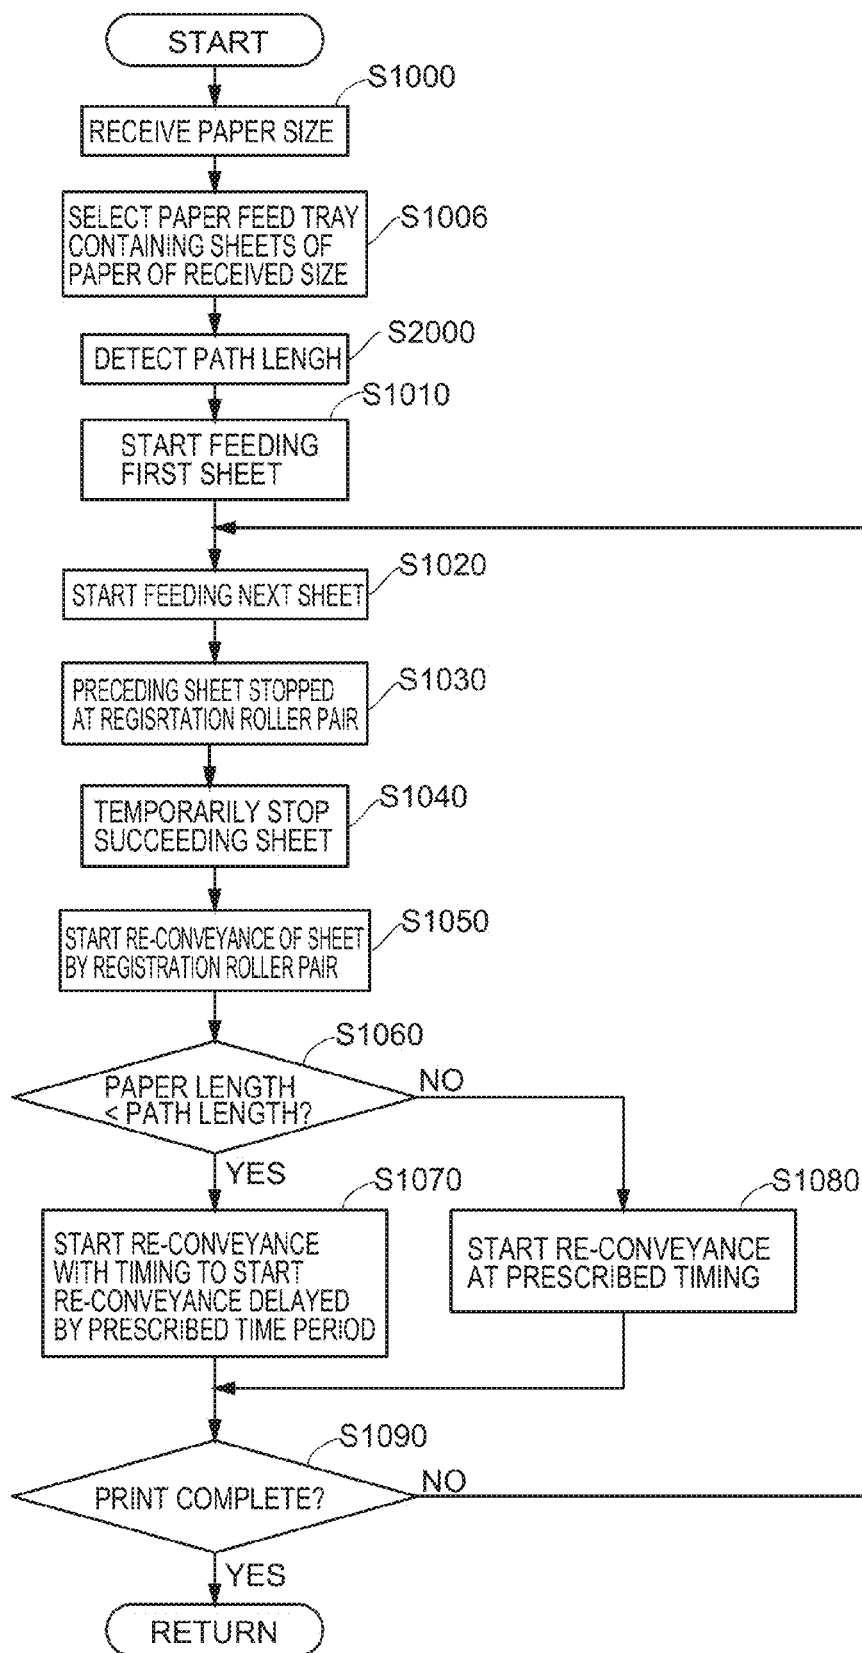 START
S1000
RECEIVE PAPER SIZE
S1006
SELECT PAPER FEED TRAY
CONTAINING SHEETS OF
PAPER OF RECEIVED SIZE
S2000
DETECT PATH LENGH
S1010
START FEEDING
FIRST SHEET
S1020
START FEEDING NEXT SHEET
S1030
PRECEDING SHEET STOPPED
AT REGISRTATION ROLLER PAIR
S1040
TEMPORARILY STOP
SUCCEEDING SHEET
S1050
START RE-CONVEYANCE OF SHEET
BY REGISTRATION ROLLER PAIR
S1060
PAPER LENGTH
< PATH LENGTH?
NO
YES
S1070
START RE-CONVEYANCE
WITH TIMING TO START
RE-CONVEYANCE DELAYED
BY PRESCRIBED TIME PERIOD
S1080
START RE-CONVEYANCE
AT PRESCRIBED TIMING
S1090
PRINT COMPLETE?
NO
YES
RETURN